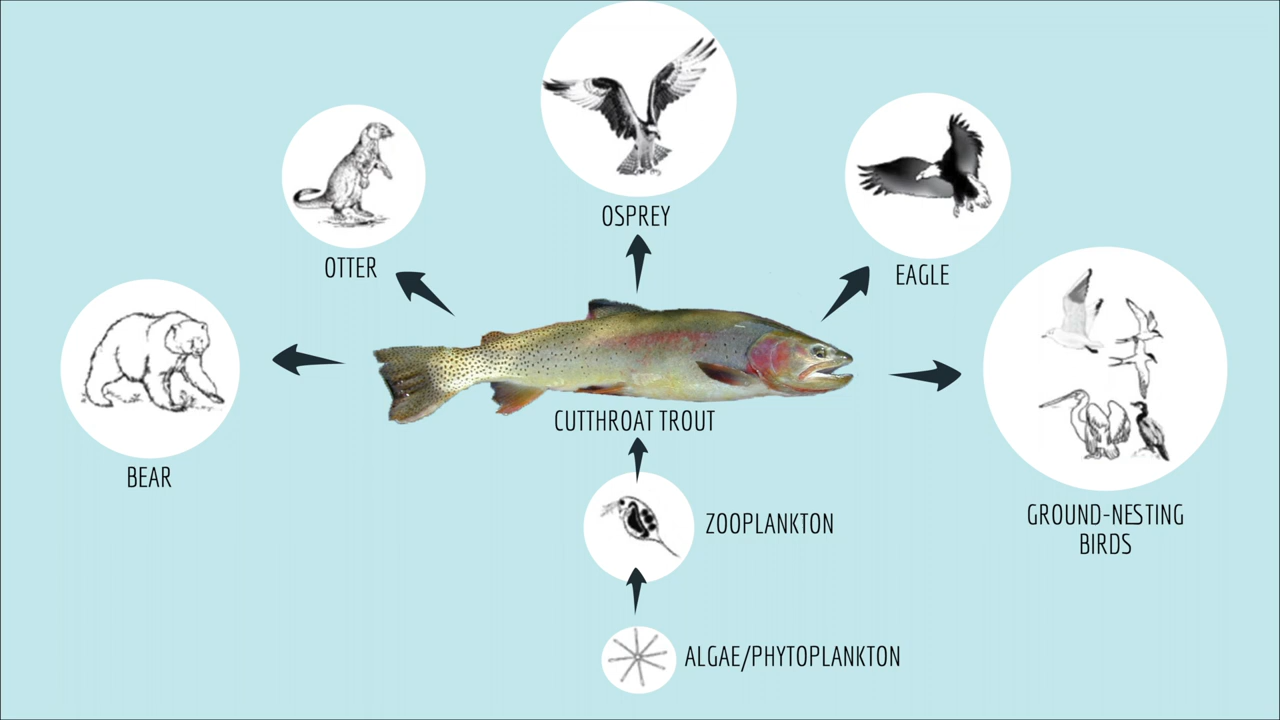 OSPREY
OTTER
EAGLE
CUTTHROAT TROUT
BEAR
ZOOPLANKTON
GROUND-NESTING
BIRDS
ALGAE/PHYTOPLANKTON